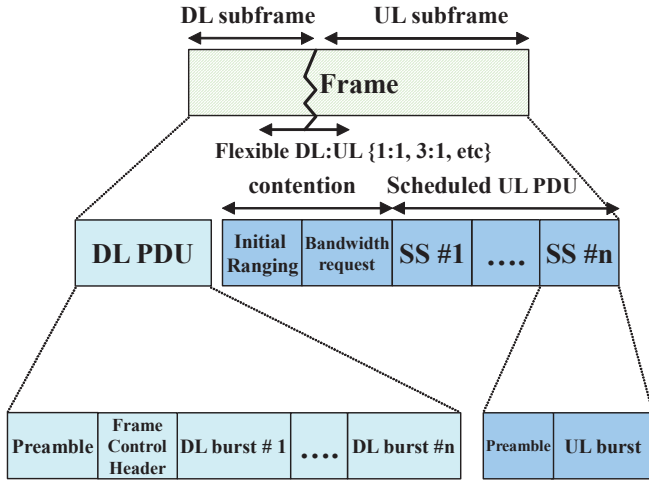 DL subframe UL subframe
Frame
Flexible DL:UL {1:1, 3:1, etc}
contention Scheduled UL PDU
DL PDU
Initial
Ranging
Bandwidth
request
SS #1
....
SS #n
Preamble
Frame
Control
Header
DL burst # 1
....
DL burst #n
Preamble
UL burst